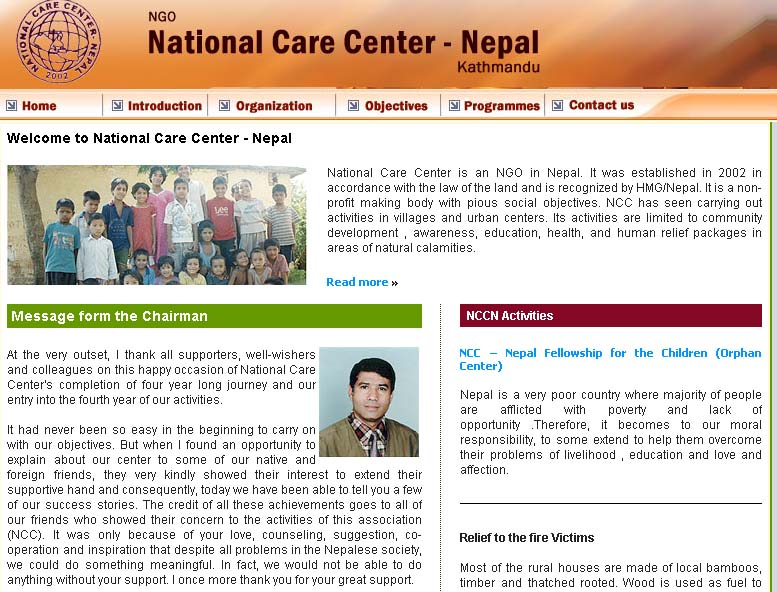 NATIONAL CARE CENTER-NEPAL
2002
NGO
National Care Center - Nepal
Kathmandu
Home
Introduction
Organization
Objectives
Programmes
Contact us
Welcome to National Care Center - Nepal
National Care Center is an NGO in Nepal. It was established in 2002 in
accordance with the law of the land and is recognized by HMG/Nepal. It is a non-
profit making body with pious social objectives. NCC has seen carrying out
activities in villages and urban centers. Its activities are limited to community
development , awareness, education, health, and human relief packages in
areas of natural calamities.
Read more »
Message form the Chairman
At the very outset, I thank all supporters, well-wishers
and colleagues on this happy occasion of National Care
Center's completion of four year long journey and our
entry into the fourth year of our activities.
It had never been so easy in the beginning to carry on
with our objectives. But when I found an opportunity to
explain about our center to some of our native and
foreign friends, they very kindly showed their interest to extend their
supportive hand and consequently, today we have been able to tell you a few
of our success stories. The credit of all these achievements goes to all of
our friends who showed their concern to the activities of this association
(NCC). It was only because of your love, counseling, suggestion, co-
operation and inspiration that despite all problems in the Nepalese society,
we could do something meaningful. In fact, we would not be able to do
anything without your support. I once more thank you for your great support.
NCCN Activities
NCC – Nepal Fellowship for the Children (Orphan
Center)
Nepal is a very poor country where majority of people
are afflicted with poverty and lack of
opportunity .Therefore, it becomes to our moral
responsibility, to some extend to help them overcome
their problems of livelihood , education and love and
affection.
Relief to the fire Victims
Most of the rural houses are made of local bamboos,
timber and thatched rooted. Wood is used as fuel to